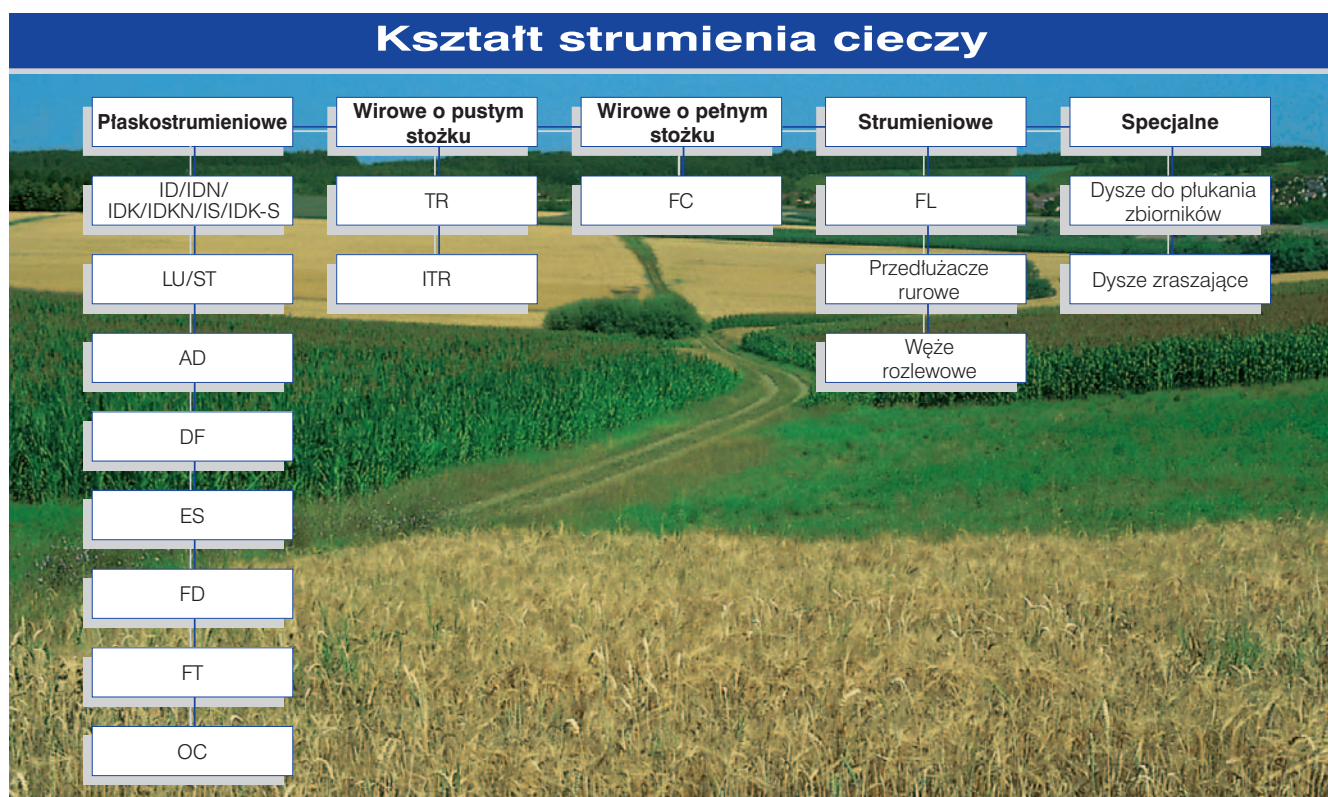 Kształt strumienia cieczy
Płaskostrumieniowe
ID/IDN/
IDK/IDKN/IS/IDK-S
LU/ST
AD
DF
ES
FD
FT
OC
Wirowe o pustym
stożku
TR
ITR
Wirowe o pełnym
stożku
FC
Strumieniowe
FL
Przedłużacze
rurowe
Węże
rozlewowe
Specjalne
Dysze do płukania
zbiorników
Dysze zraszające